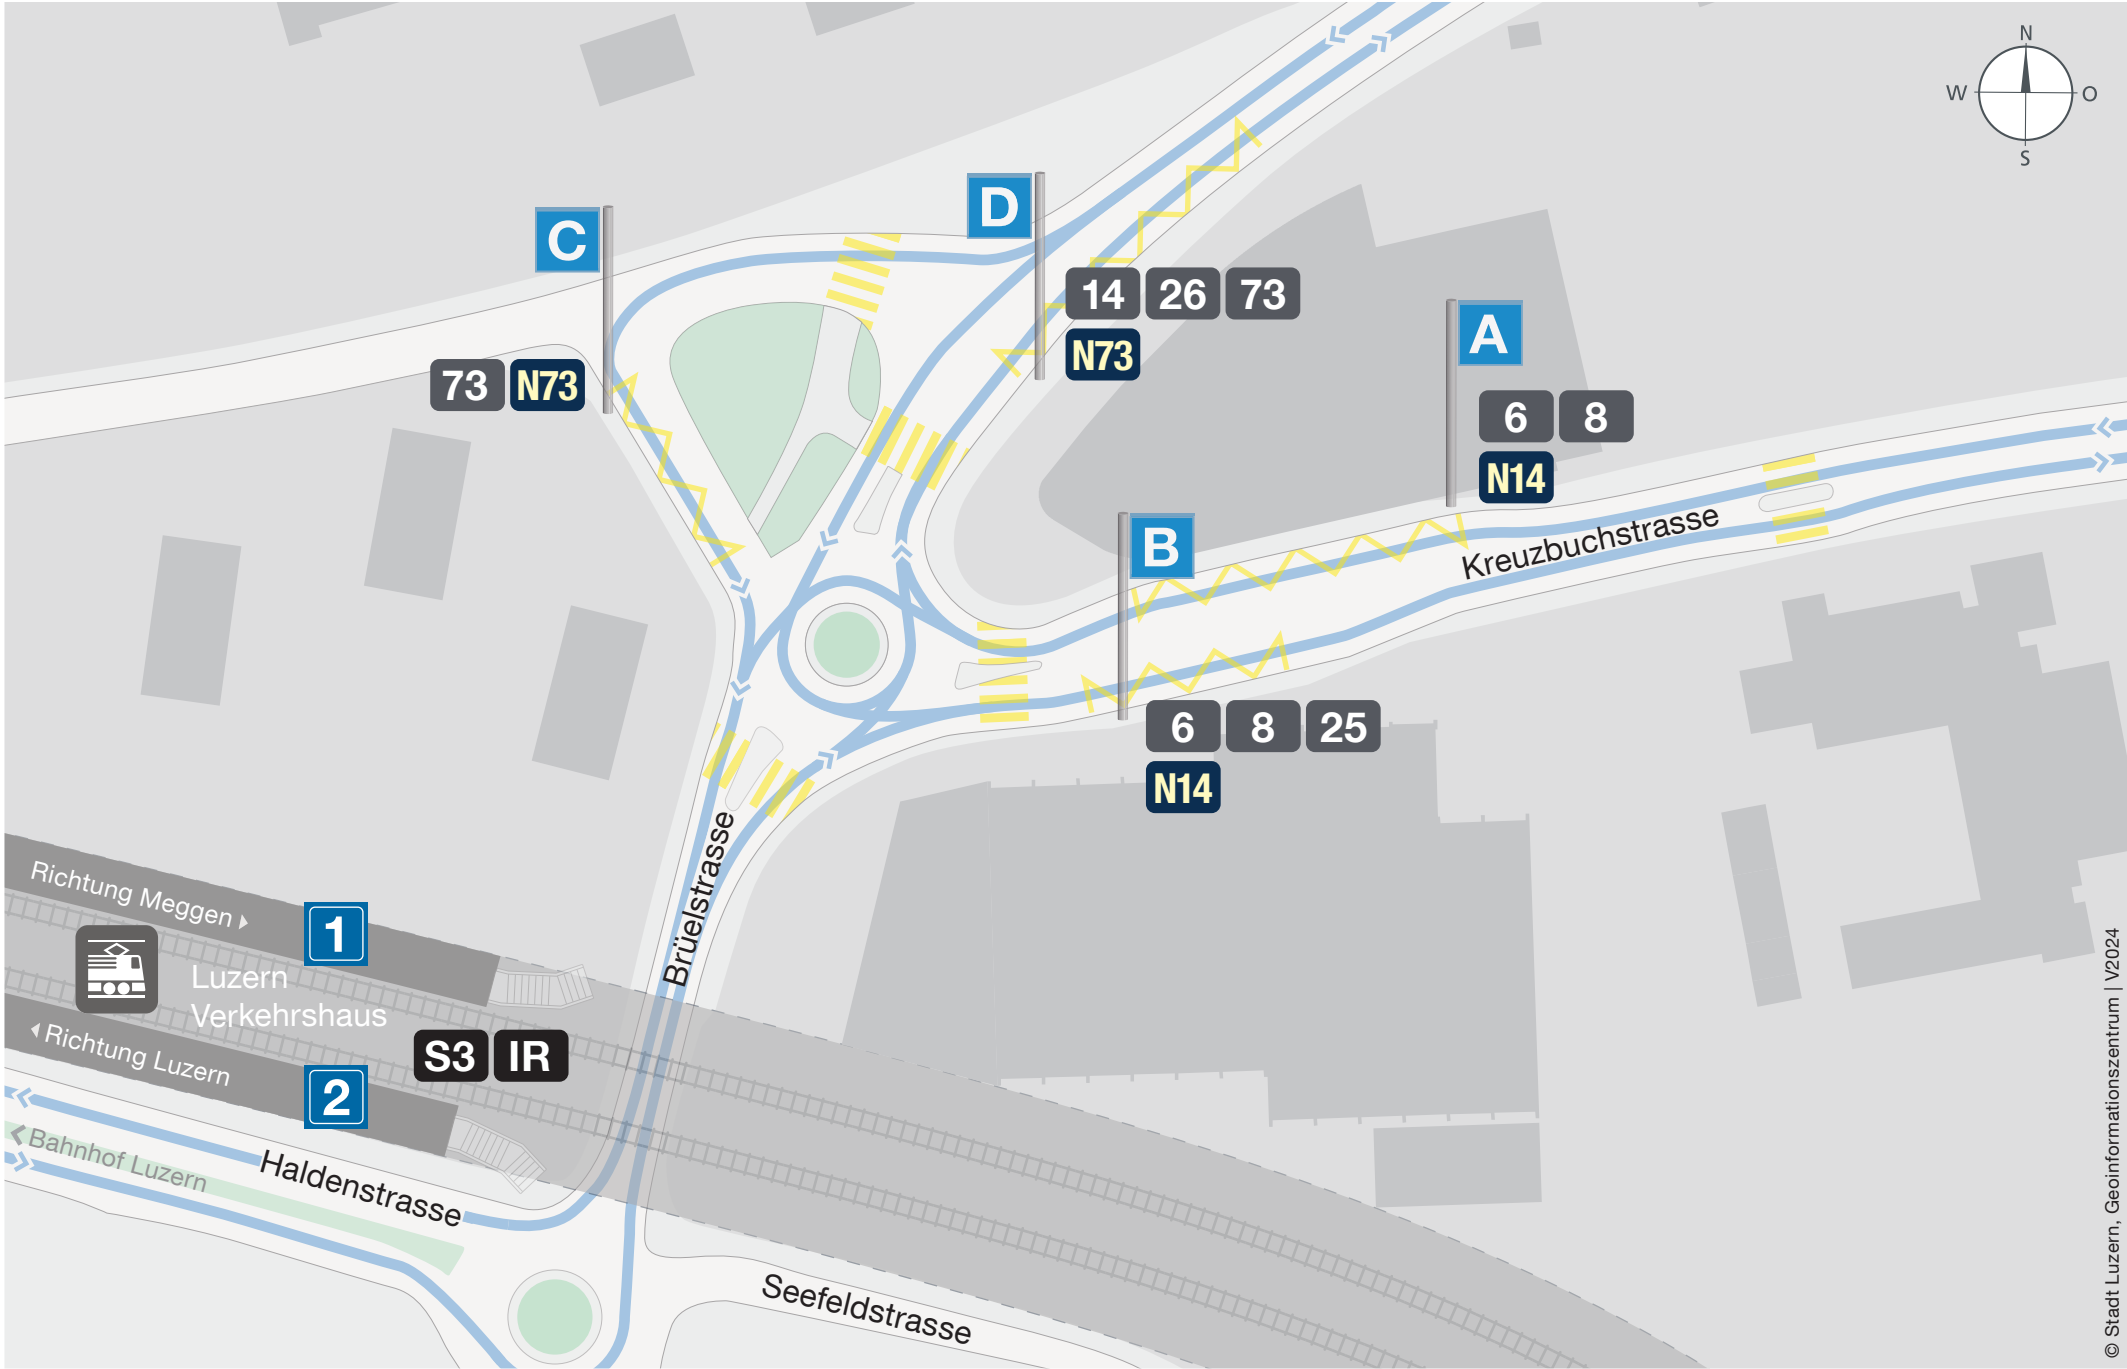 N
W O
S
D
C
14 26 73
N73
A
73 N73
6 8
N14
B
Kreuzbuchstrasse
6 8 25
N14
Brüelstrasse
Richtung Meggen
1
Luzern
Verkehrshaus
Richtung Luzern
S3 IR
2
Bahnhof Luzern
Haldenstrasse
Seefeldstrasse
© Stadt Luzern, Geoinformationszentrum | V2024